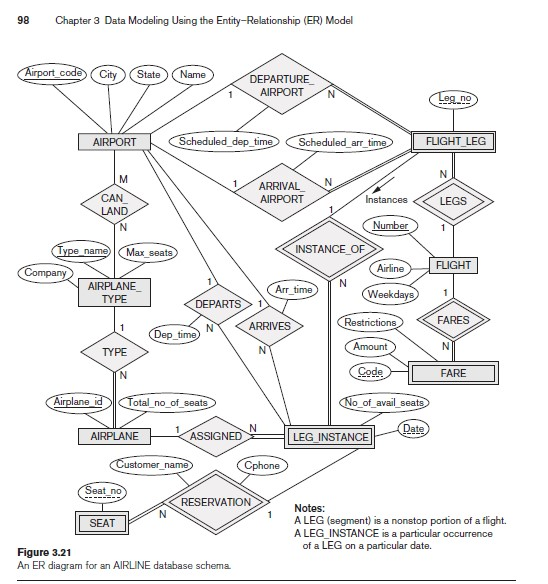 98 Chapter 3 Data Modeling Using the Entity–Relationship (ER) Model
Airport_code
City
State
Name
DEPARTURE_
AIRPORT
1
N
Leg_no
AIRPORT
Scheduled_dep_time
Scheduled_arr_time
FLIGHT_LEG
M
CAN_
LAND
N
1
ARRIVAL_
AIRPORT
N
Instances
N
LEGS
1
1
INSTANCE_OF
N
Number
Airline
Weekdays
FLIGHT
Type_name
Max_seats
Company
AIRPLANE_
TYPE
1
DEPARTS
N
Dep_time
1
ARRIVES
N
Arr_time
1
FARES
N
Restrictions
Amount
Code
FARE
1
TYPE
N
Airplane_id
Total_no_of_seats
No_of_avail_seats
Date
AIRPLANE
1
ASSIGNED
N
LEG_INSTANCE
Customer_name
Cphone
Seat_no
RESERVATION
SEAT
N
1
Notes:
A LEG (segment) is a nonstop portion of a flight.
A LEG_INSTANCE is a particular occurrence
of a LEG on a particular date.
Figure 3.21
An ER diagram for an AIRLINE database schema.